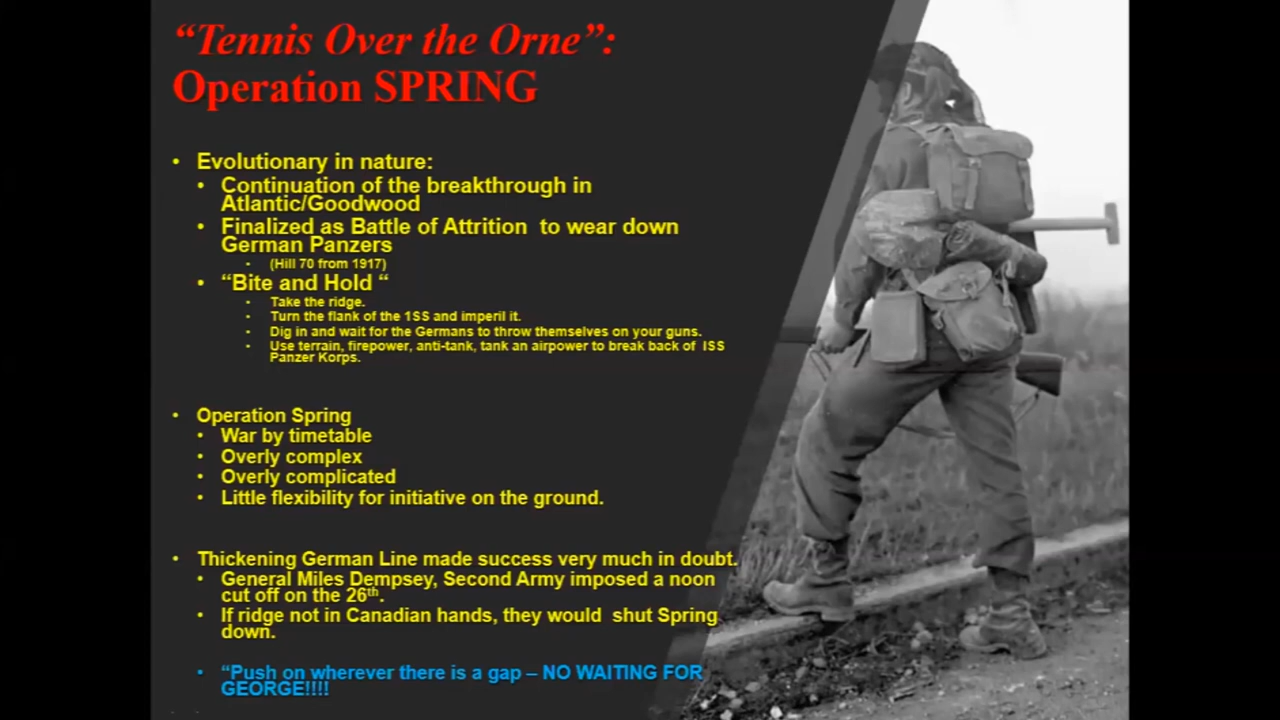 “Tennis Over the Orne”:
Operation SPRING
• Evolutionary in nature:
• Continuation of the breakthrough in
Atlantic/Goodwood
• Finalized as Battle of Attrition to wear down
German Panzers
• (Hill 70 from 1917)
• “Bite and Hold “
• Take the ridge.
• Turn the flank of the 1SS and imperil it.
• Dig in and wait for the Germans to throw themselves on your guns.
• Use terrain, firepower, anti-tank, tank an airpower to break back of ISS
Panzer Korps.
• Operation Spring
• War by timetable
• Overly complex
• Overly complicated
• Little flexibility for initiative on the ground.
• Thickening German Line made success very much in doubt.
• General Miles Dempsey, Second Army imposed a noon
cut off on the 26th.
• If ridge not in Canadian hands, they would shut Spring
down.
• “Push on wherever there is a gap – NO WAITING FOR
GEORGE!!!!